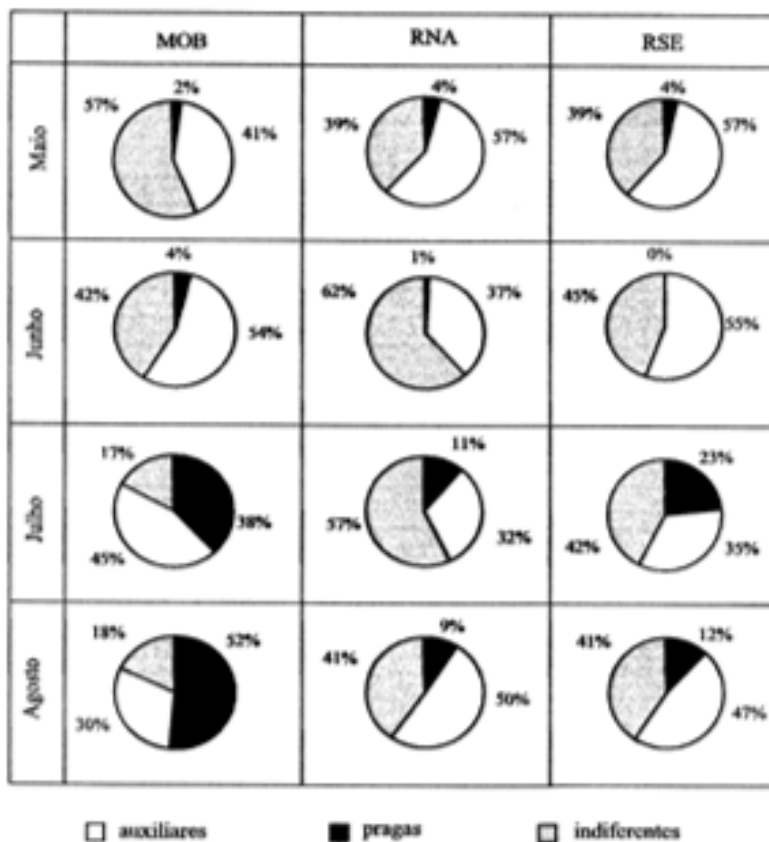 MOB RNA RSE
Maio
57% 2% 41%
39% 4% 57%
39% 4% 57%
Junho
42% 4% 54%
62% 1% 37%
45% 0% 55%
Julho
17% 38% 45%
57% 11% 32%
42% 23% 35%
Agosto
18% 52% 30%
41% 9% 50%
41% 12% 47%
auxiliares pragas indiferentes